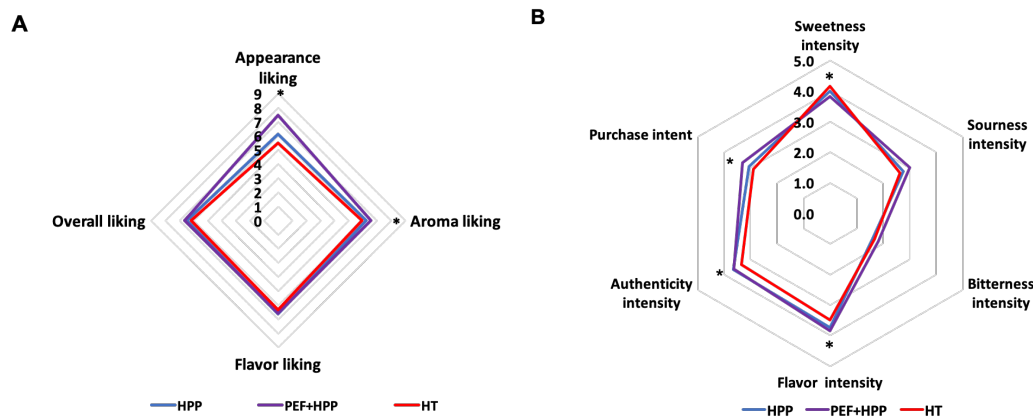 A
Appearance
liking
*
9
8
7
6
5
4
3
2
1
0
Overall liking
* Aroma liking
Flavor liking
HPP PEF+HPP HT
B
Sweetness
intensity
5.0
*
4.0
3.0
2.0
1.0
0.0
Purchase intent
*
Sourness
intensity
Authenticity
intensity
*
Bitterness
intensity
*
Flavor intensity
HPP PEF+HPP HT